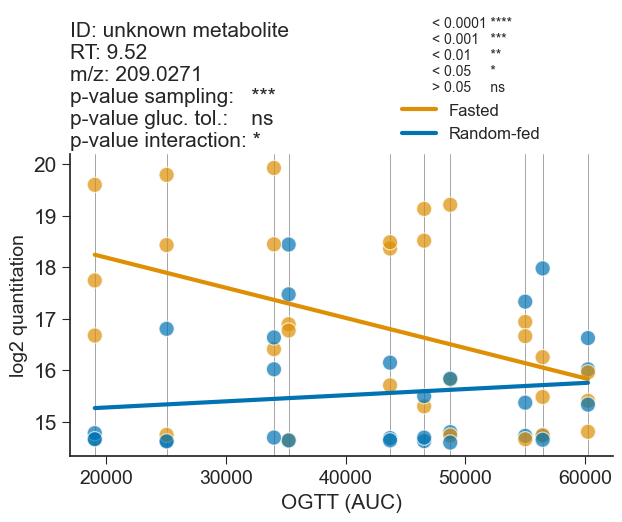 ID: unknown metabolite
RT: 9.52
m/z: 209.0271
p-value sampling: ***
p-value gluc. tol.: ns
p-value interaction: *
< 0.0001 ****
< 0.001 ***
< 0.01 **
< 0.05 *
> 0.05 ns
Fasted
Random-fed
20
19
18
17
16
15
log2 quantitation
20000 30000 40000 50000 60000
OGTT (AUC)